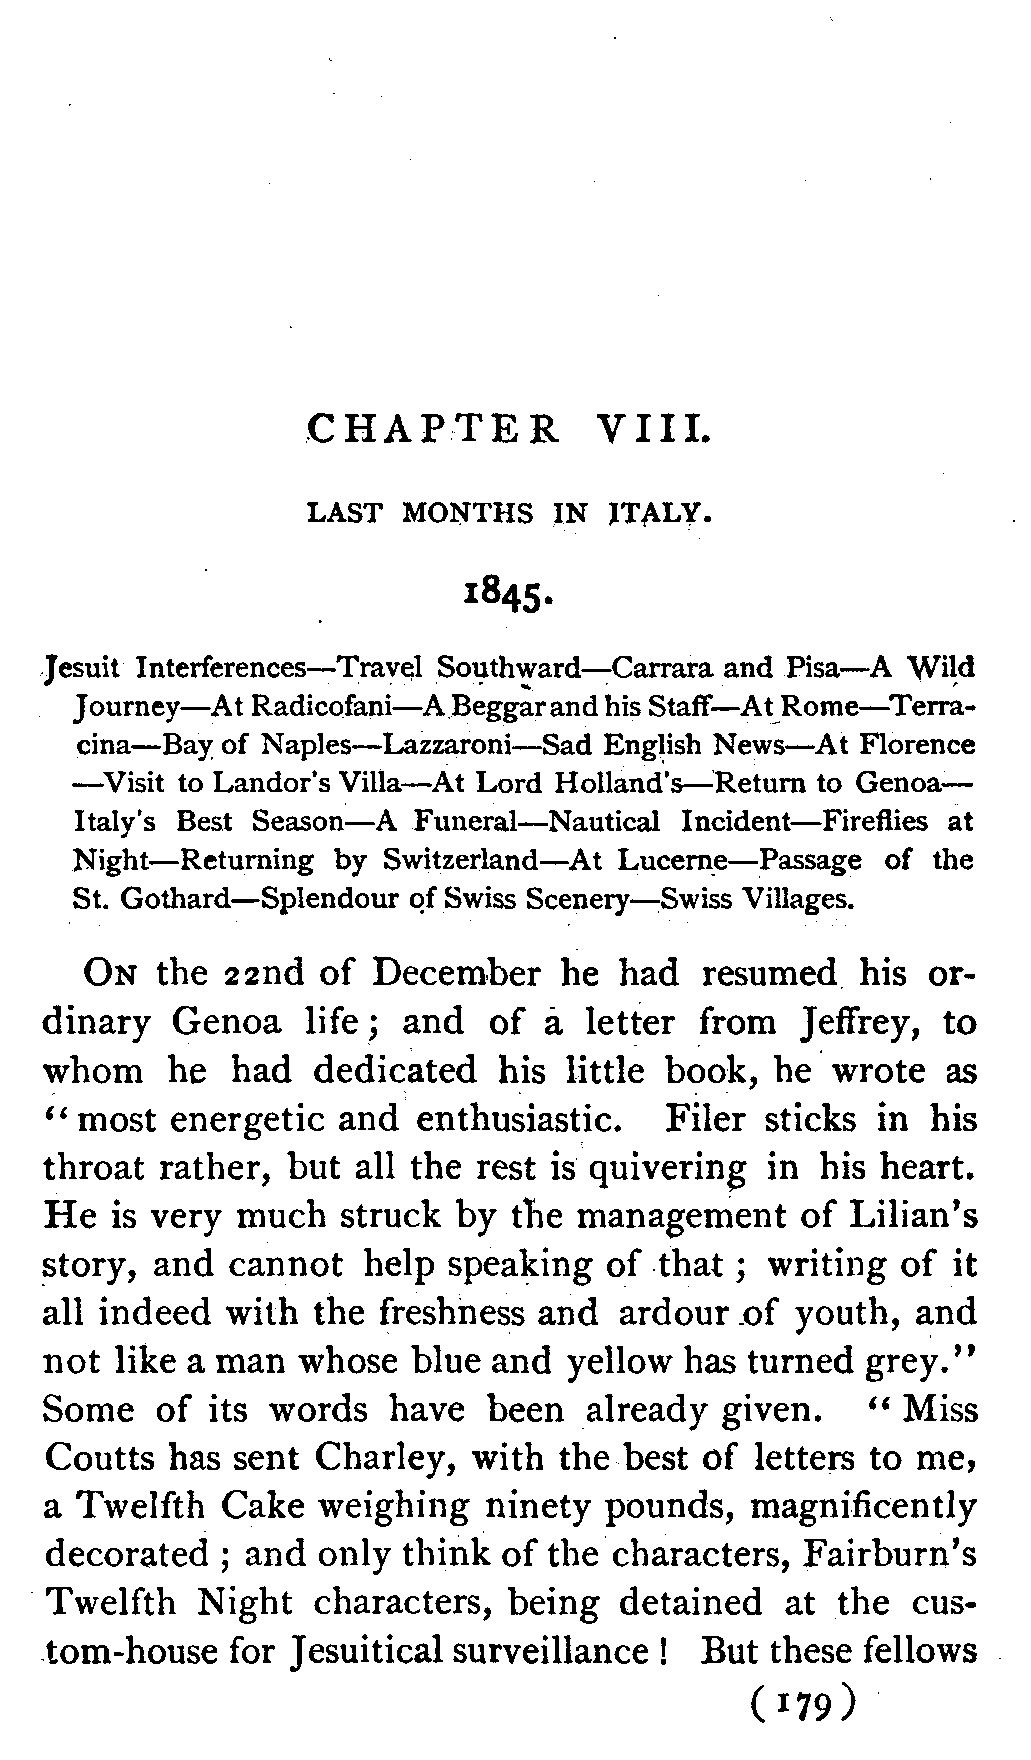 CHAPTER VIII.
LAST MONTHS IN ITALY.
1845.
Jesuit Interferences—Travel Southward—Carrara and Pisa—A Wild
Journey—At Radicofani—A Beggar and his Staff—At Rome—Terra-
cina—Bay of Naples—Lazzaroni—Sad English News—At Florence
—Visit to Landor's Villa—At Lord Holland's—Return to Genoa—
Italy's Best Season—A Funeral—Nautical Incident—Fireflies at
Night—Returning by Switzerland—At Lucerne—Passage of the
St. Gothard—Splendour of Swiss Scenery—Swiss Villages.
ON the 22nd of December he had resumed his or-
dinary Genoa life; and of a letter from Jeffrey, to
whom he had dedicated his little book, he wrote as
“most energetic and enthusiastic. Filer sticks in his
throat rather, but all the rest is quivering in his heart.
He is very much struck by the management of Lilian's
story, and cannot help speaking of that; writing of it
all indeed with the freshness and ardour of youth, and
not like a man whose blue and yellow has turned grey.”
Some of its words have been already given. “Miss
Coutts has sent Charley, with the best of letters to me,
a Twelfth Cake weighing ninety pounds, magnificently
decorated; and only think of the characters, Fairburn's
Twelfth Night characters, being detained at the cus-
tom-house for Jesuitical surveillance! But these fellows
(179)